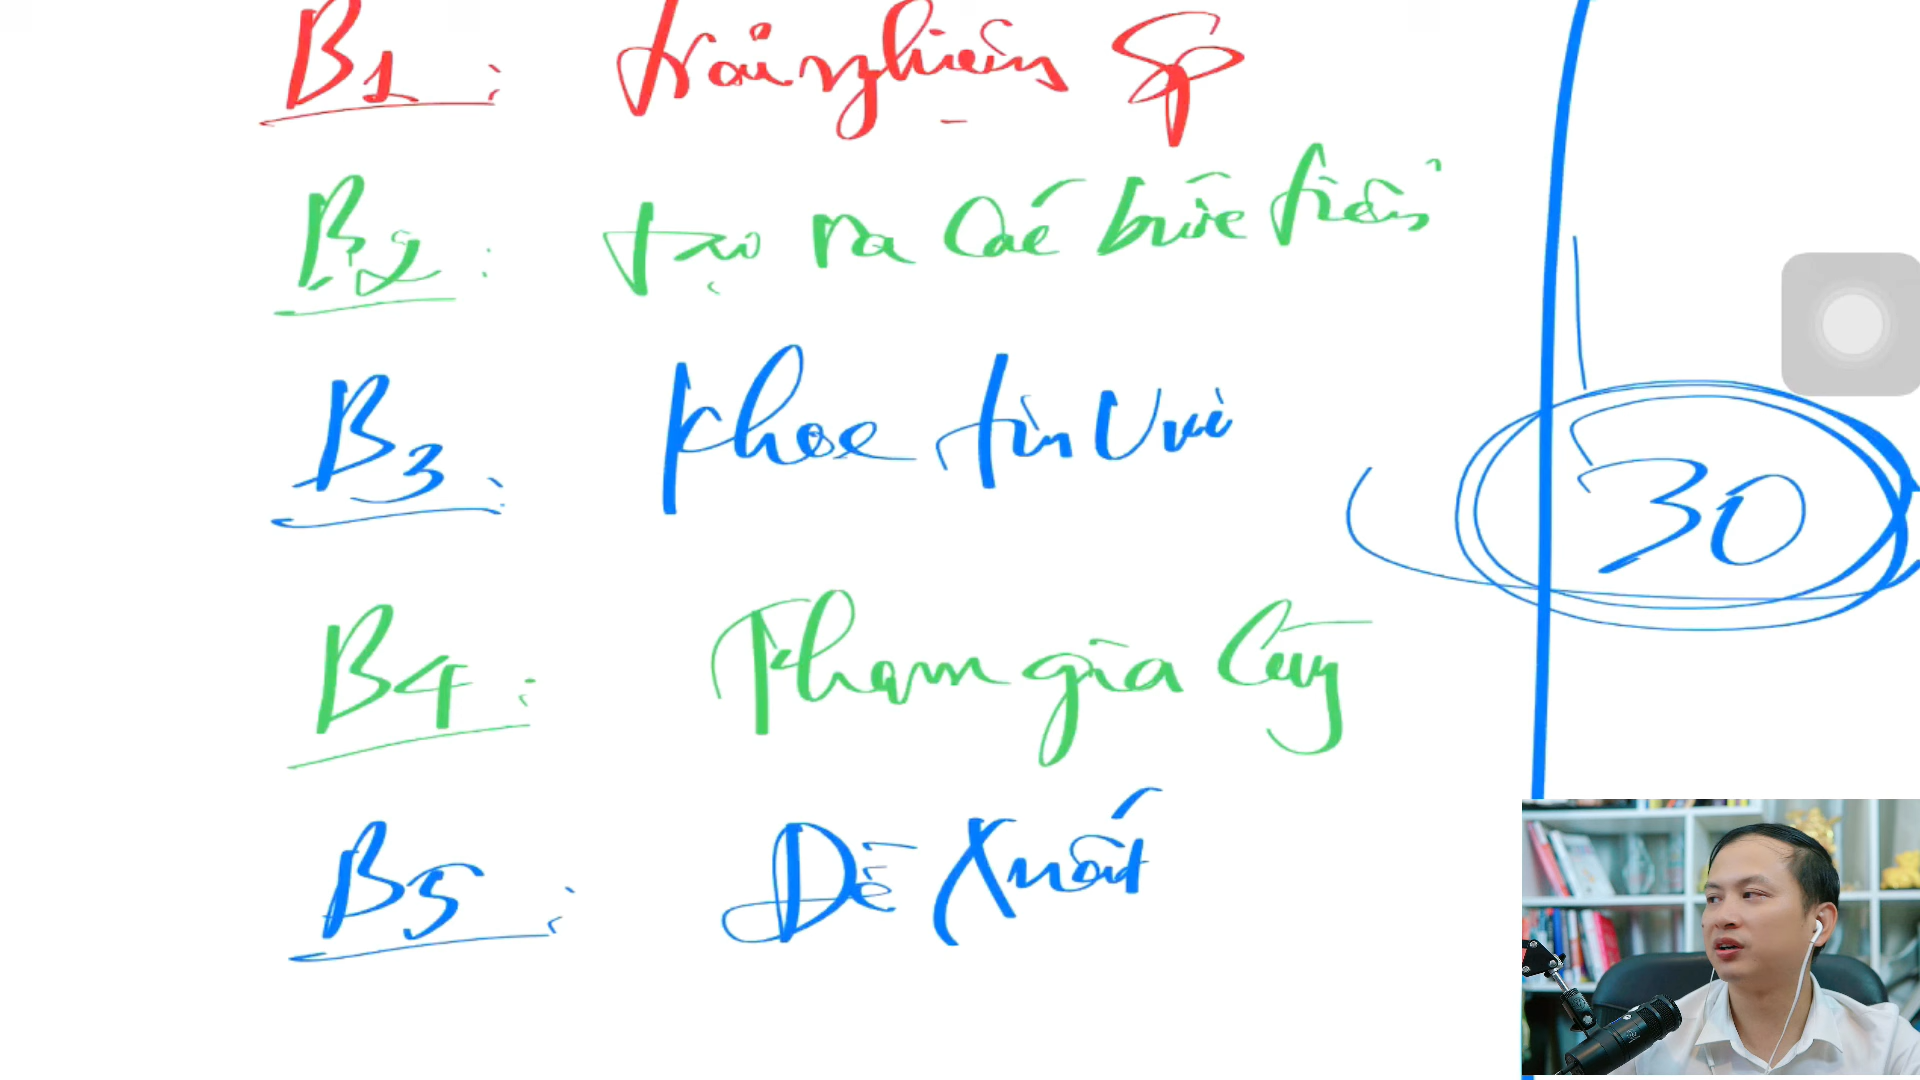 B1: trải nghiệm Sp
B2: tạo ra các bước tiến
B3: Khoe tin vui
30
B4: Tham gia Cùng
B5: Đề Xuất